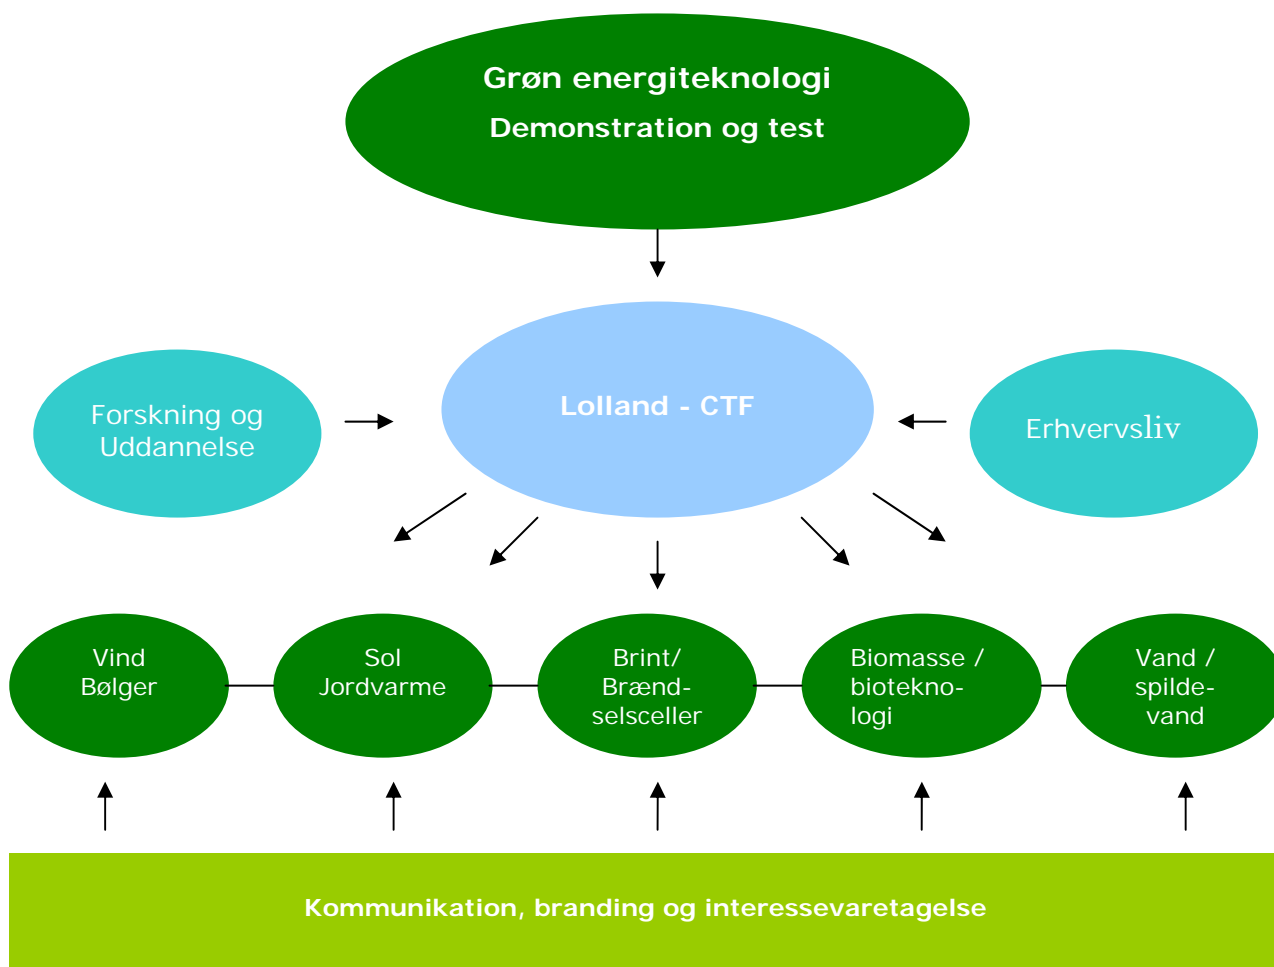 Grøn energiteknologi
Demonstration og test
Lolland - CTF
Forskning og
Uddannelse
Erhvervsliv
Vind
Bølger
Sol
Jordvarme
Brint/
Brænd-
selsceller
Biomasse /
biotekno-
logi
Vand /
spilde-
vand
Kommunikation, branding og interessevaretagelse